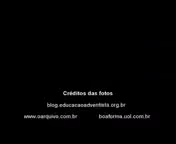 Créditos das fotos
blog.educacaoadventista.org.br
www.oarquivo.com.br boaforma.uol.com.br